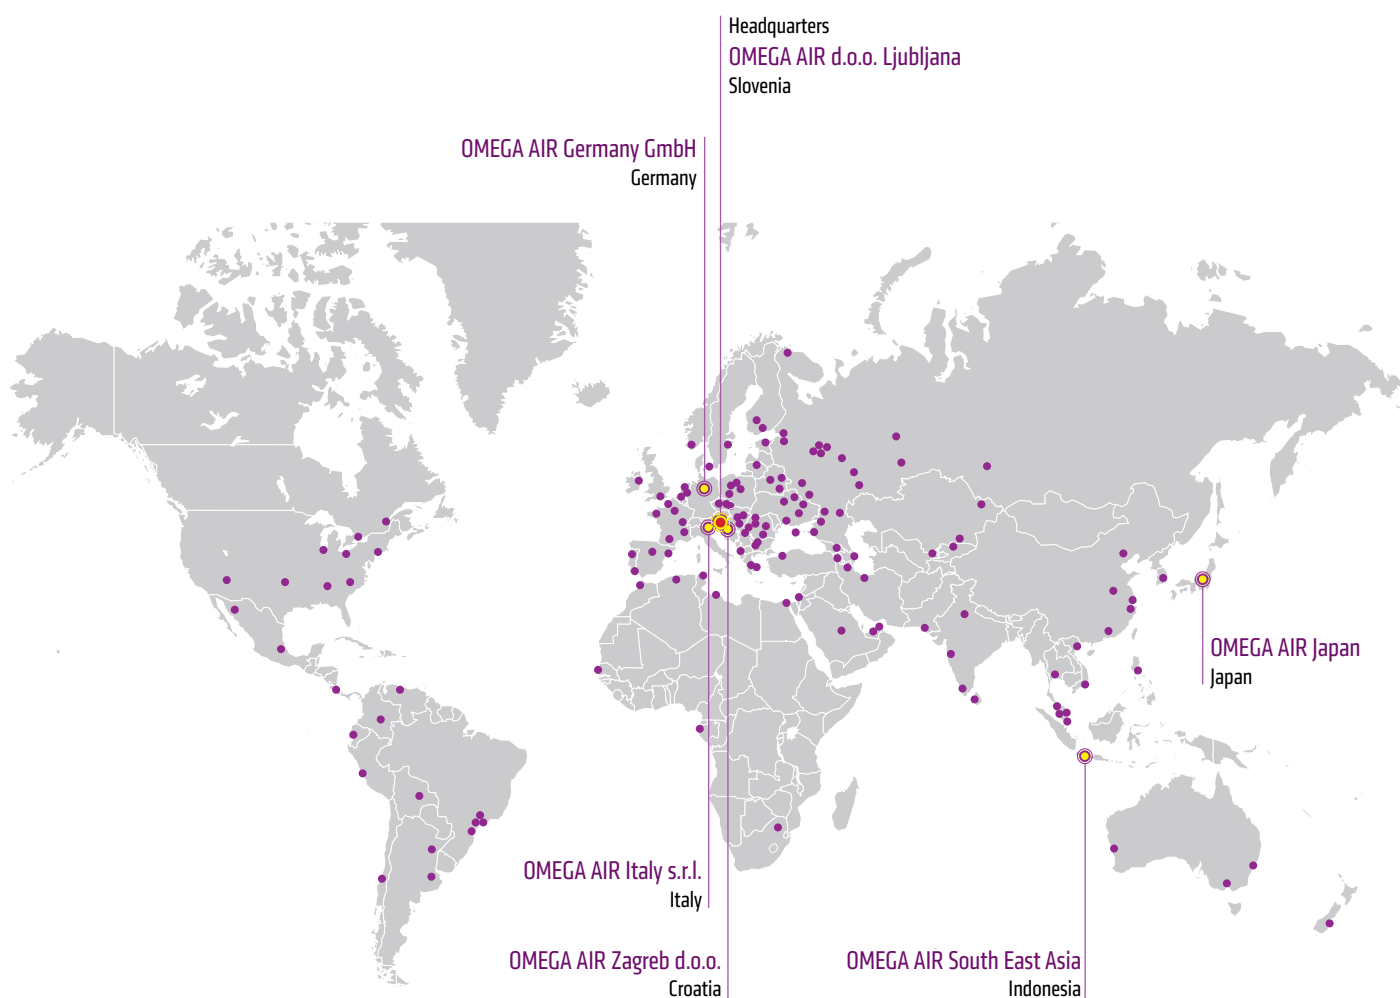 Headquarters
OMEGA AIR d.o.o. Ljubljana
Slovenia
OMEGA AIR Germany GmbH
Germany
OMEGA AIR Japan
Japan
OMEGA AIR Italy s.r.l.
Italy
OMEGA AIR Zagreb d.o.o.
Croatia
OMEGA AIR South East Asia
Indonesia